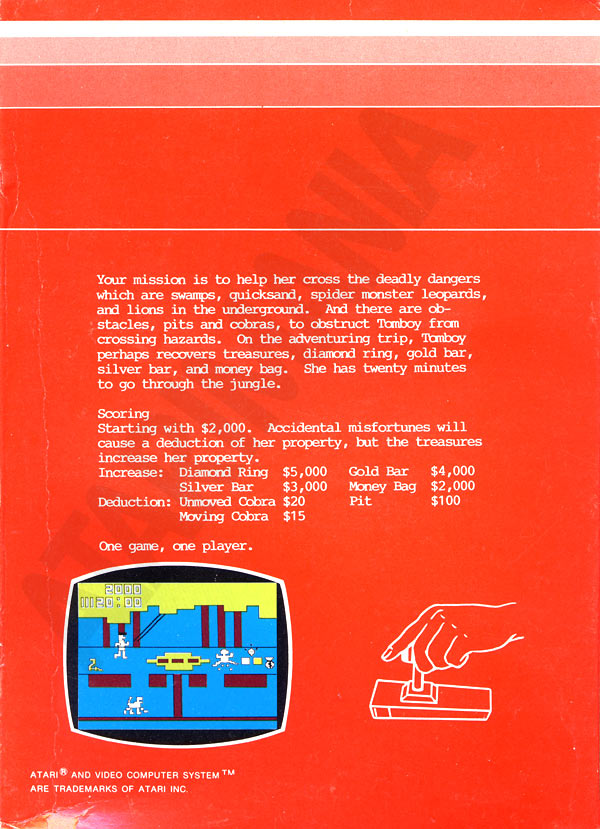 Your mission is to help her cross the deadly dangers
which are swamps, quicksand, spider monster leopards,
and lions in the underground. And there are ob-
stacles, pits and cobras, to obstruct Tomboy from
crossing hazards. On the adventuring trip, Tomboy
perhaps recovers treasures, diamond ring, gold bar,
silver bar, and money bag. She has twenty minutes
to go through the jungle.
Scoring
Starting with $2,000. Accidental misfortunes will
cause a deduction of her property, but the treasures
increase her property.
Increase: Diamond Ring $5,000 Gold Bar $4,000
Silver Bar $3,000 Money Bag $2,000
Deduction: Unmoved Cobra $20 Pit $100
Moving Cobra $15
One game, one player.
2000
20:00
ATARI® AND VIDEO COMPUTER SYSTEM™
ARE TRADEMARKS OF ATARI INC.
ATARIMANIA